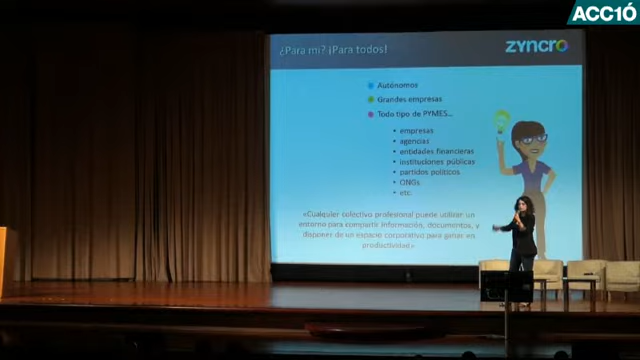 ACC1Ó
¿Para mí? ¡Para todos!
zyncro
Autónomos
Grandes empresas
Todo tipo de PYMES...
• empresas
• agencias
• entidades financieras
• instituciones públicas
• partidos políticos
• ONGs
• etc.
«Cualquier colectivo profesional puede utilizar un
entorno para compartir información, documentos, y
disponer de un espacio corporativo para ganar en
productividad»